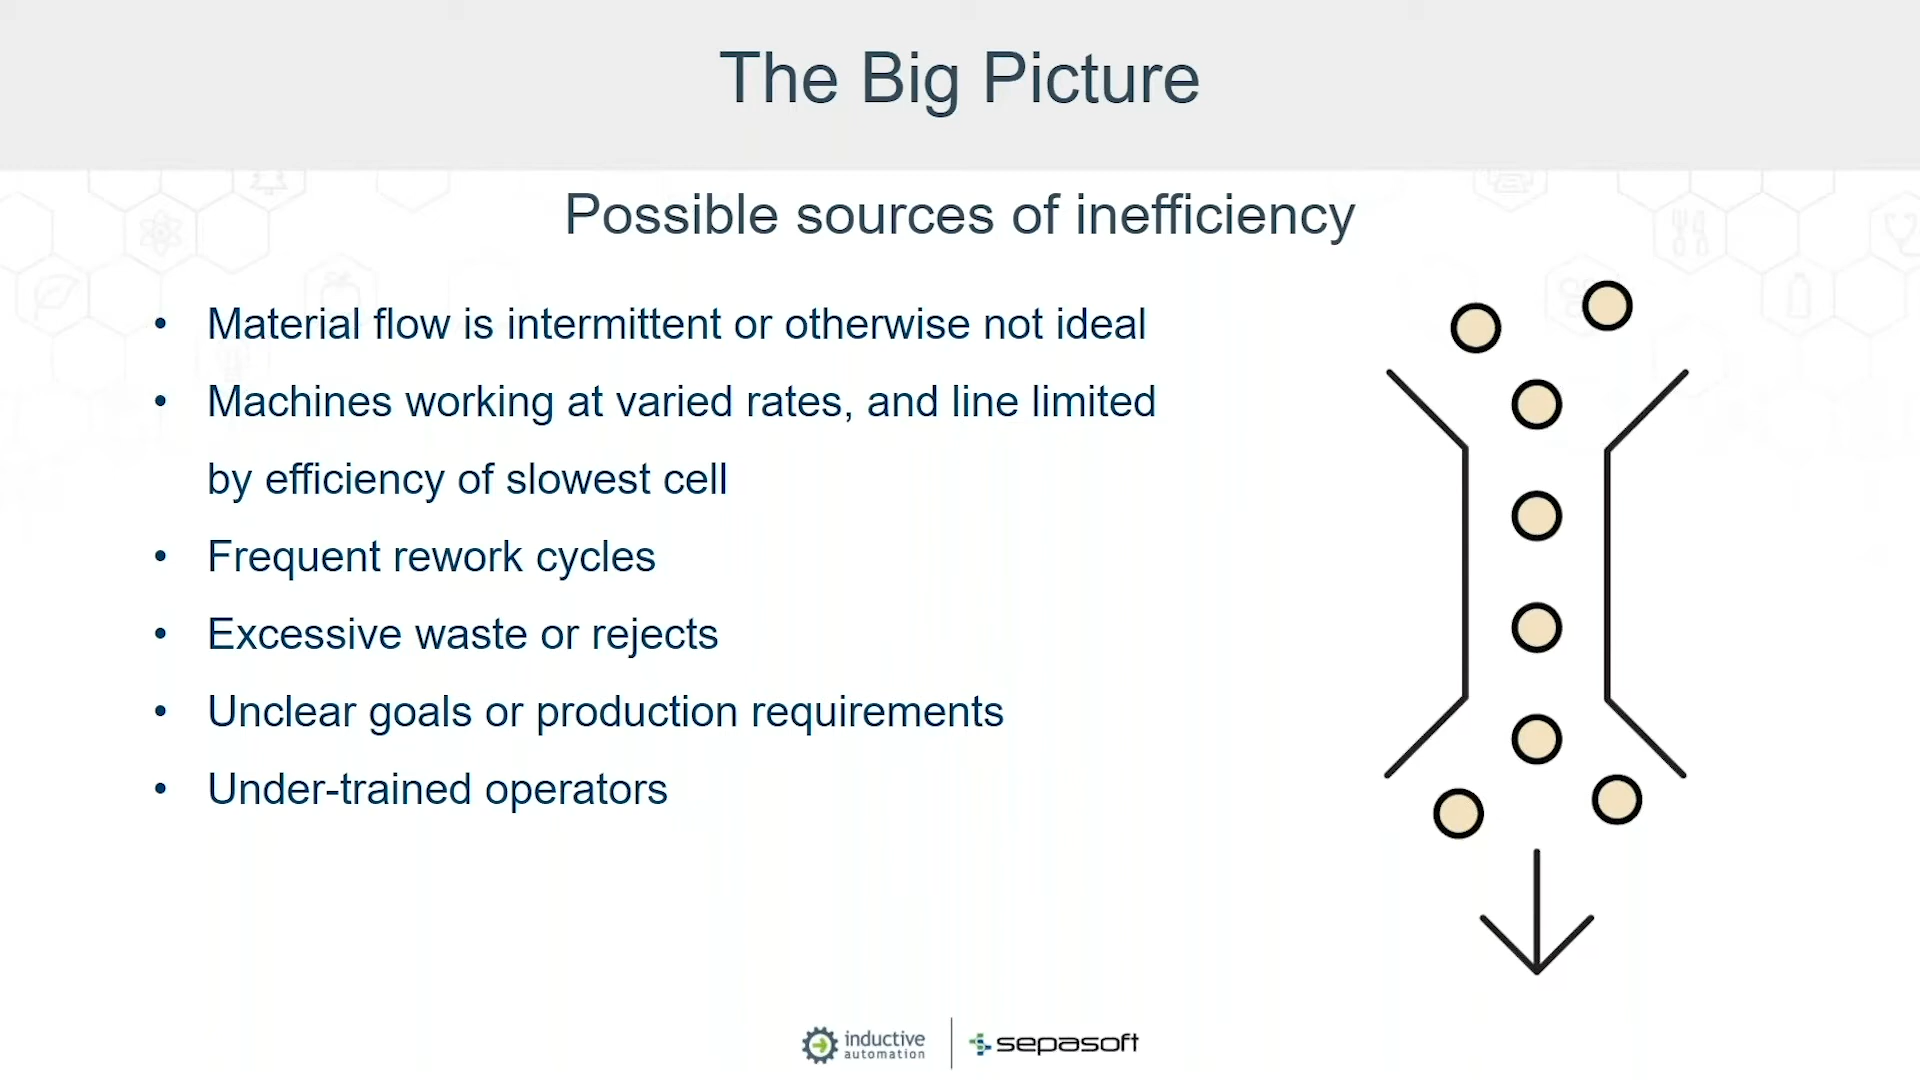 The Big Picture
Possible sources of inefficiency
• Material flow is intermittent or otherwise not ideal
• Machines working at varied rates, and line limited
by efficiency of slowest cell
• Frequent rework cycles
• Excessive waste or rejects
• Unclear goals or production requirements
• Under-trained operators
inductive
automation
sepasoft